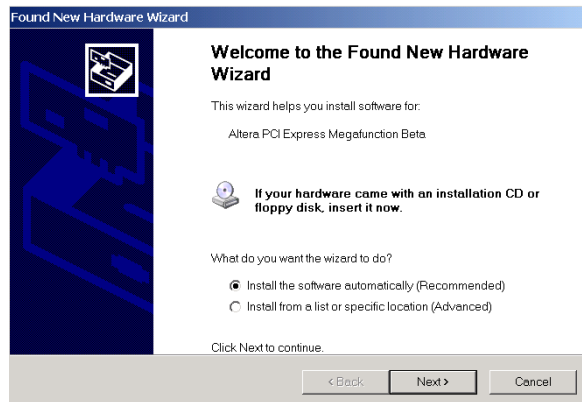 Found New Hardware Wizard
Welcome to the Found New Hardware
Wizard
This wizard helps you install software for:
Altera PCI Express Megafunction Beta
If your hardware came with an installation CD or
floppy disk, insert it now.
What do you want the wizard to do?
Install the software automatically (Recommended)
Install from a list or specific location (Advanced)
Click Next to continue.
< Back
Next >
Cancel